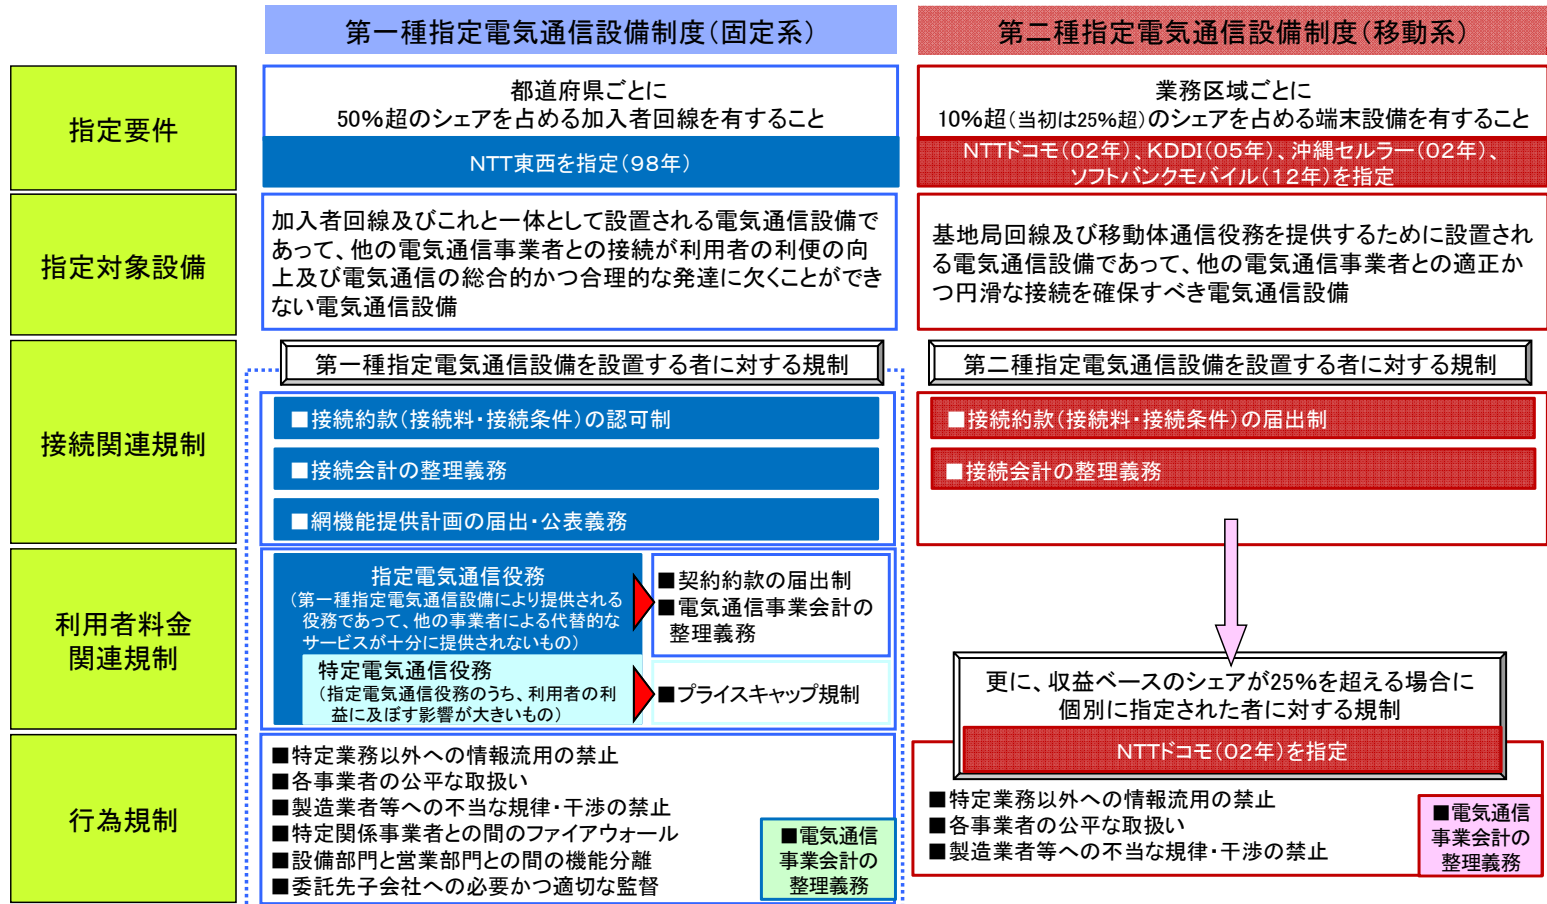 第一種指定電気通信設備制度(固定系)
第二種指定電気通信設備制度(移動系)
指定要件
都道府県ごとに
50%超のシェアを占める加入者回線を有すること
NTT東西を指定(98年)
業務区域ごとに
10%超(当初は25%超)のシェアを占める端末設備を有すること
NTTドコモ(02年)、KDDI(05年)、沖縄セルラー(02年)、
ソフトバンクモバイル(12年)を指定
指定対象設備
加入者回線及びこれと一体として設置される電気通信設備で
あって、他の電気通信事業者との接続が利用者の利便の向
上及び電気通信の総合的かつ合理的な発達に欠くことができ
ない電気通信設備
基地局回線及び移動体通信役務を提供するために設置され
る電気通信設備であって、他の電気通信事業者との適正か
つ円滑な接続を確保すべき電気通信設備
接続関連規制
第一種指定電気通信設備を設置する者に対する規制
■接続約款(接続料・接続条件)の認可制
■接続会計の整理義務
■網機能提供計画の届出・公表義務
第二種指定電気通信設備を設置する者に対する規制
■接続約款(接続料・接続条件)の届出制
■接続会計の整理義務
利用者料金
関連規制
指定電気通信役務
(第一種指定電気通信設備により提供される
役務であって、他の事業者による代替的な
サービスが十分に提供されないもの)
■契約約款の届出制
■電気通信事業会計の
整理義務
特定電気通信役務
(指定電気通信役務のうち、利用者の利
益に及ぼす影響が大きいもの)
■プライスキャップ規制
更に、収益ベースのシェアが25%を超える場合に
個別に指定された者に対する規制
NTTドコモ(02年)を指定
行為規制
■特定業務以外への情報流用の禁止
■各事業者の公平な取扱い
■製造業者等への不当な規律・干渉の禁止
■特定関係事業者との間のファイアウォール
■設備部門と営業部門との間の機能分離
■委託先子会社への必要かつ適切な監督
■電気通信
事業会計の
整理義務
■特定業務以外への情報流用の禁止
■各事業者の公平な取扱い
■製造業者等への不当な規律・干渉の禁止
■電気通信
事業会計の
整理義務